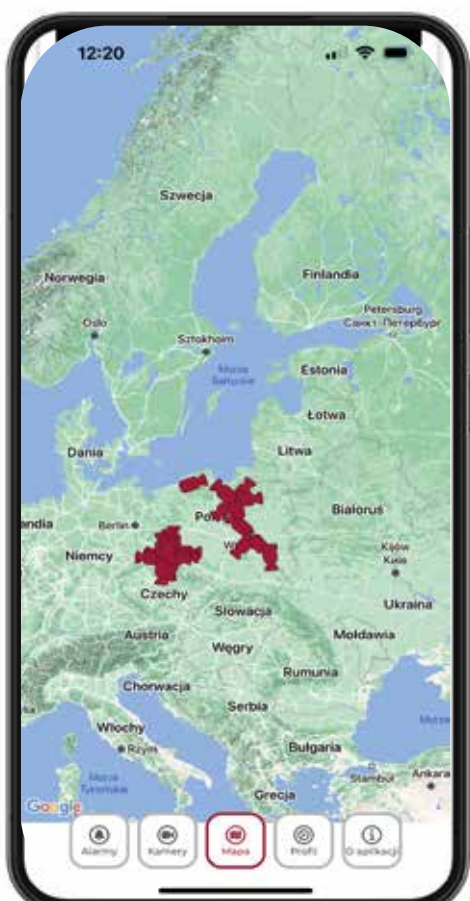 12:20
Szwecja
Norwegia
Finlandia
Oslo
Petersburg
Санкт-Петербург
Sztokholm
Morze
Bałtyckie
Estonia
Łotwa
Dania
Litwa
Białoruś
andia
Berlin
Niemcy
Kijów
Київ
Czechy
Ukraina
Słowacja
Austria
Mołdawia
Węgry
Rumunia
Chorwacja
Serbia
Włochy
Rzym
Bułgaria
Morze
Tyrreńskie
Stambuł
Ankara
Grecja
Google
Alarmy
Kamery
Mapa
Profil
O aplikacji